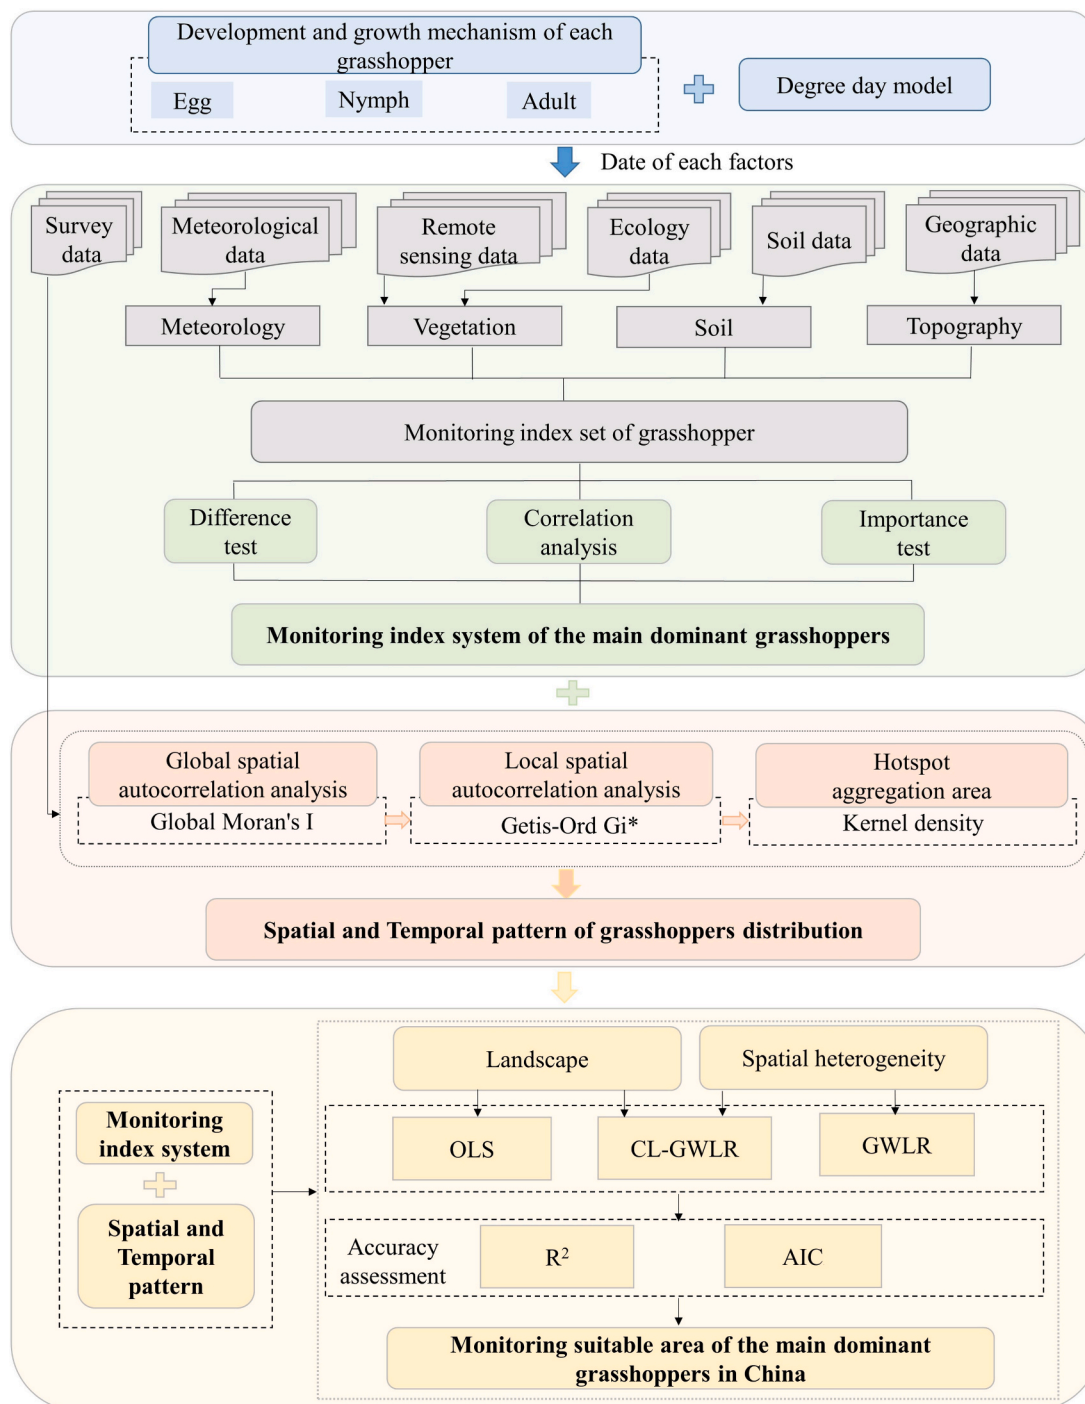 Development and growth mechanism of each
grasshopper
Egg
Nymph
Adult
Degree day model
Date of each factors
Survey
data
Meteorological
data
Remote
sensing data
Ecology
data
Soil data
Geographic
data
Meteorology
Vegetation
Soil
Topography
Monitoring index set of grasshopper
Difference
test
Correlation
analysis
Importance
test
Monitoring index system of the main dominant grasshoppers
Global spatial
autocorrelation analysis
Global Moran's I
Local spatial
autocorrelation analysis
Getis-Ord Gi*
Hotspot
aggregation area
Kernel density
Spatial and Temporal pattern of grasshoppers distribution
Monitoring
index system
Spatial and
Temporal
pattern
Landscape
Spatial heterogeneity
OLS
CL-GWLR
GWLR
Accuracy
assessment
R²
AIC
Monitoring suitable area of the main dominant
grasshoppers in China